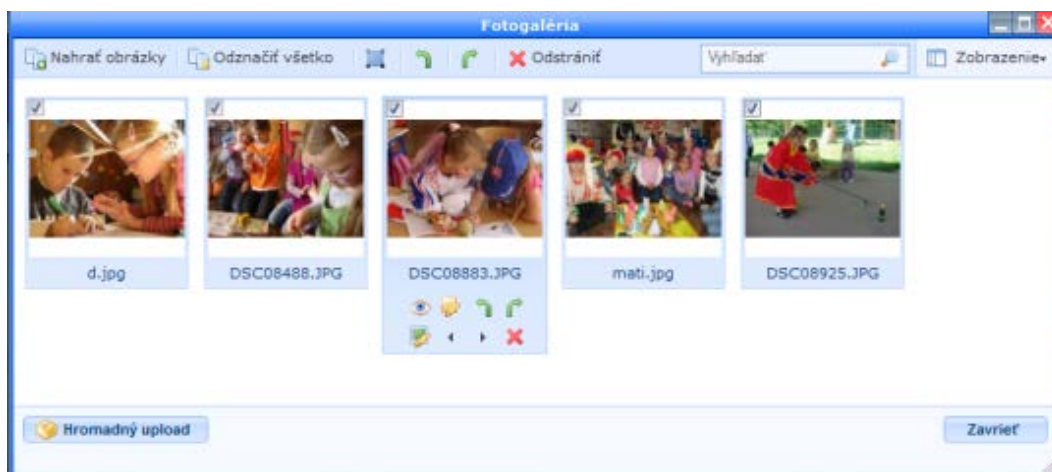 Fotogaléria
Nahrať obrázky Odznačiť všetko Odstrániť Vyhľadať Zobrazenie
d.jpg DSC08488.JPG DSC08883.JPG mati.jpg DSC08925.JPG
Hromadný upload Zavrieť